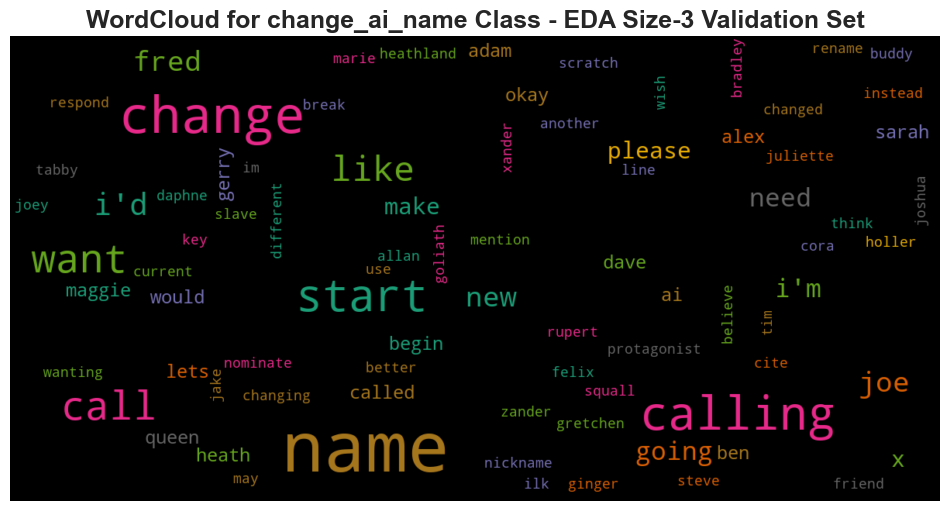 WordCloud for change_ai_name Class - EDA Size-3 Validation Set
fred
marie
heathland
adam
scratch
bradley
rename
buddy
respond
change
break
okay
wish
changed
instead
another
xander
please
line
alex
juliette
sarah
tabby
gerry
im
like
need
joshua
joey
i'd
daphne
slave
different
make
think
key
goliath
mention
cora
holler
want
current
allan
use
dave
maggie
would
start
new
ai
believe
i'm
tim
rupert
begin
protagonist
wanting
lets
nominate
jake
better
felix
cite
joe
changing
called
squall
call
zander
gretchen
calling
queen
name
heath
going
ben
x
may
nickname
ilk
ginger
steve
friend